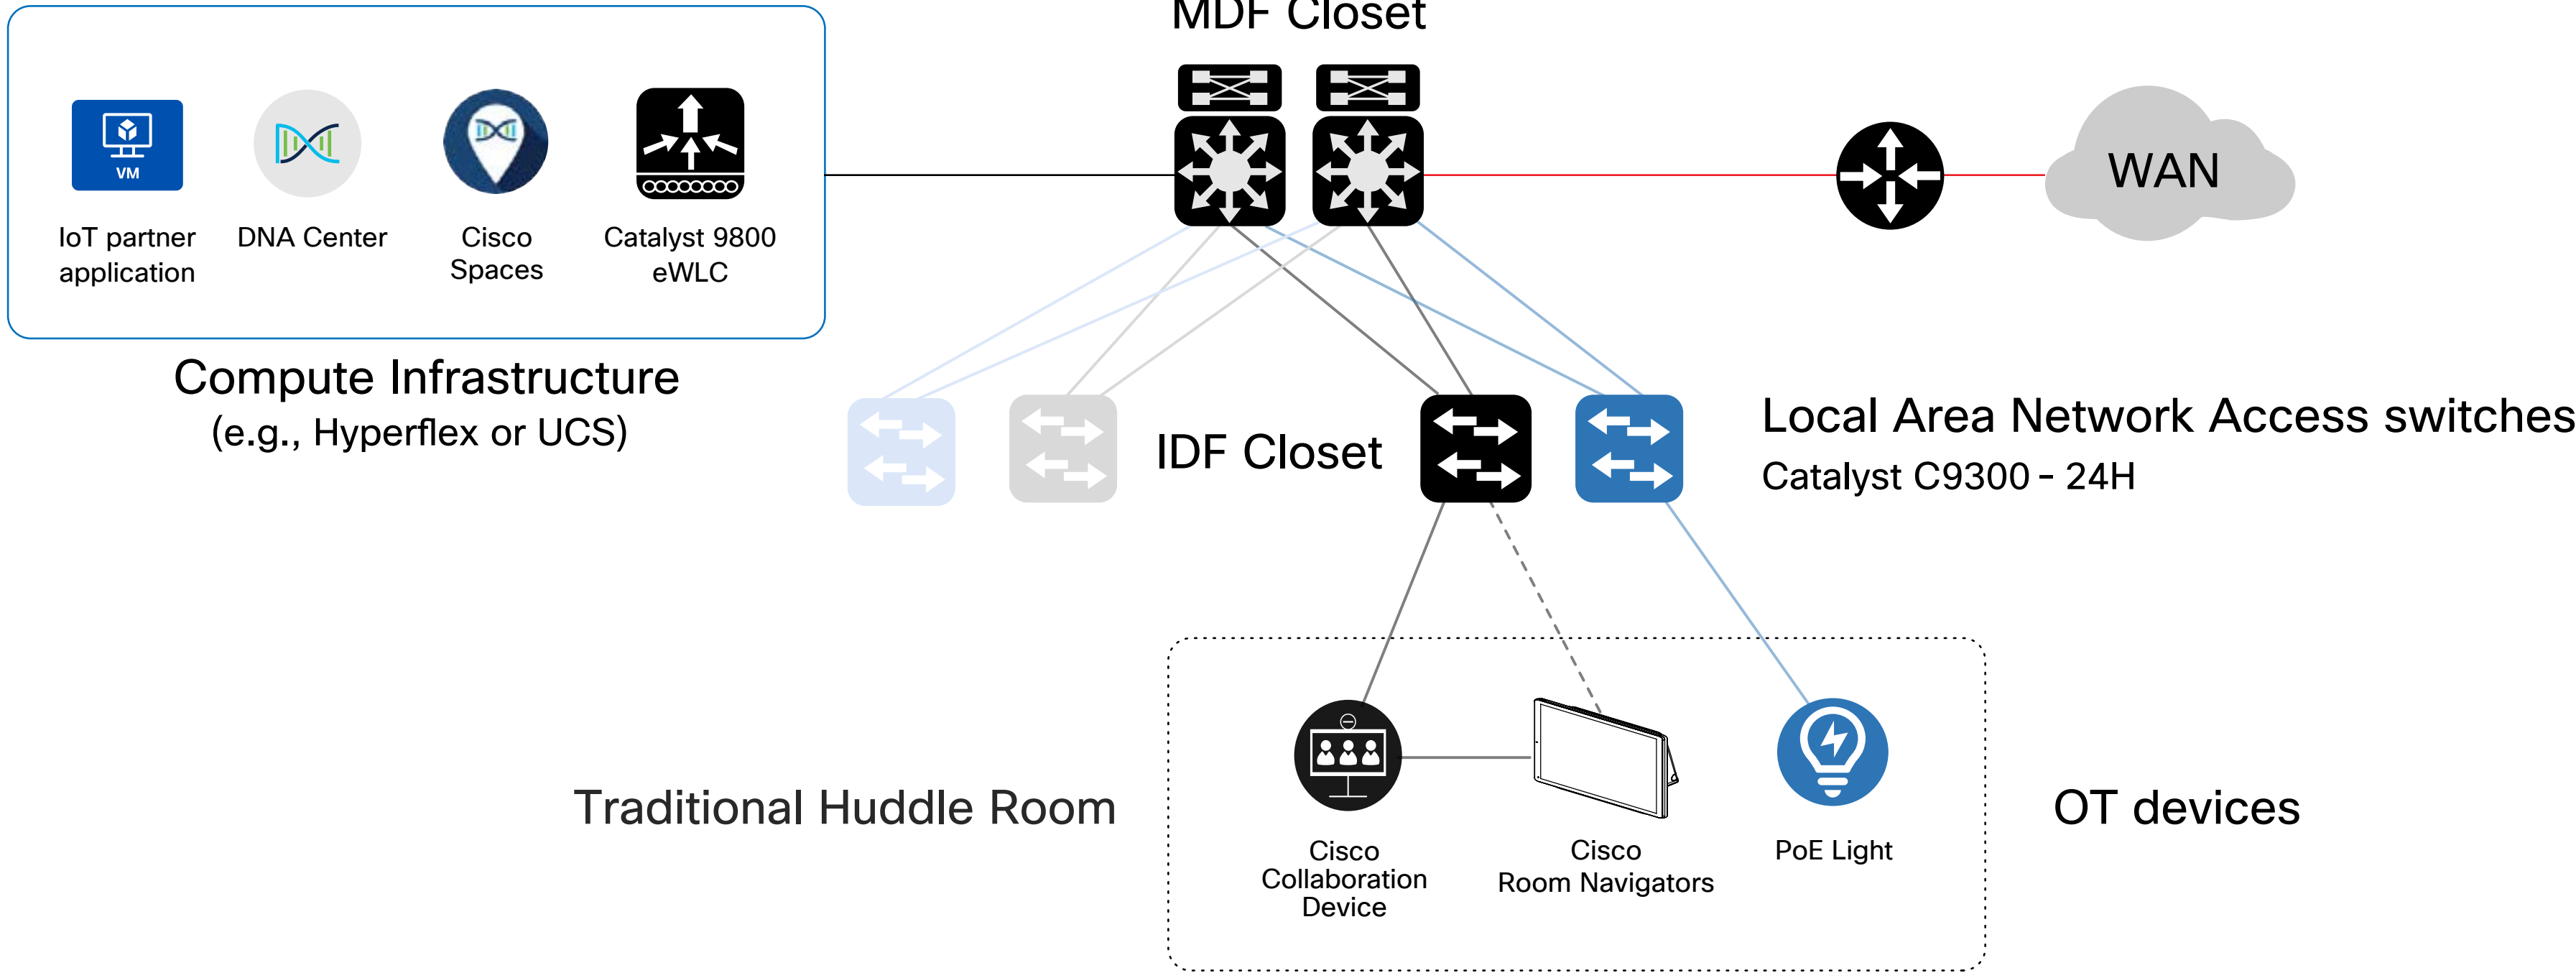 MDF Closet
VM
IoT partner
application
DNA Center
Cisco
Spaces
Catalyst 9800
eWLC
WAN
Compute Infrastructure
(e.g., Hyperflex or UCS)
IDF Closet
Local Area Network Access switches
Catalyst C9300 - 24H
Traditional Huddle Room
Cisco
Collaboration
Device
Cisco
Room Navigators
PoE Light
OT devices